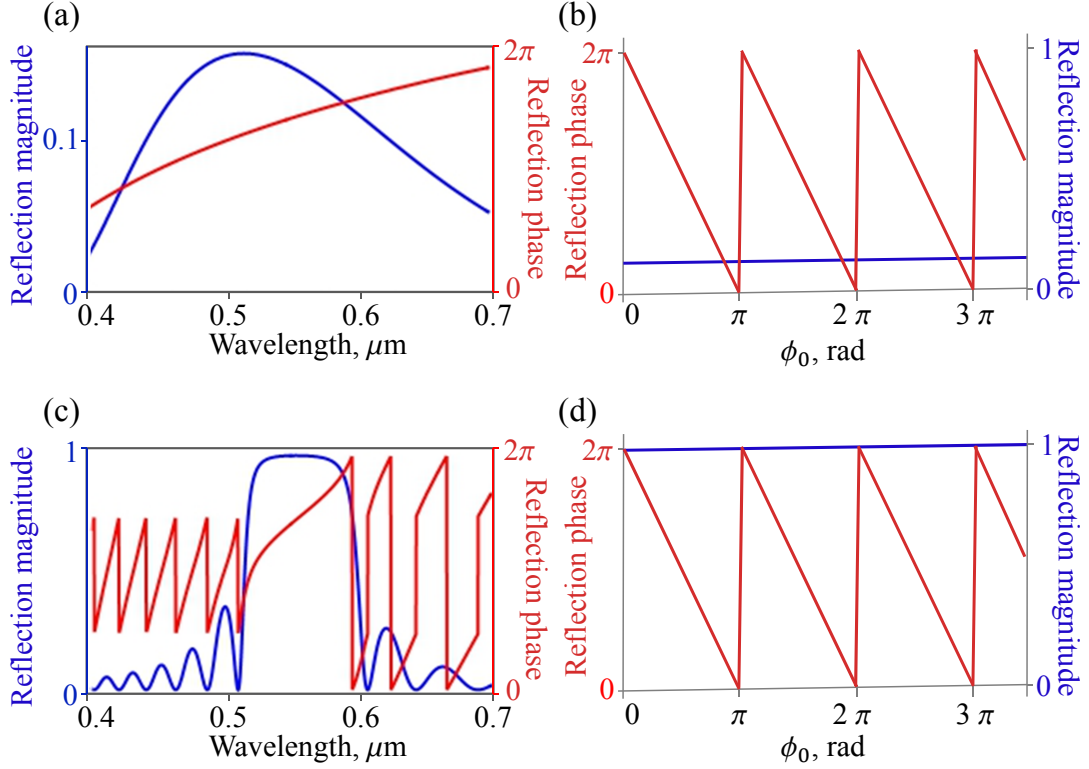 (a)
Reflection magnitude
0.1
0
0.4
0.5
0.6
0.7
Wavelength, μm
2π
0
Reflection phase
(b)
Reflection phase
2π
0
0
π
2 π
3 π
ϕ₀, rad
1
0
Reflection magnitude
(c)
Reflection magnitude
1
0
0.4
0.5
0.6
0.7
Wavelength, μm
2π
0
Reflection phase
(d)
Reflection phase
2π
0
0
π
2 π
3 π
ϕ₀, rad
1
0
Reflection magnitude